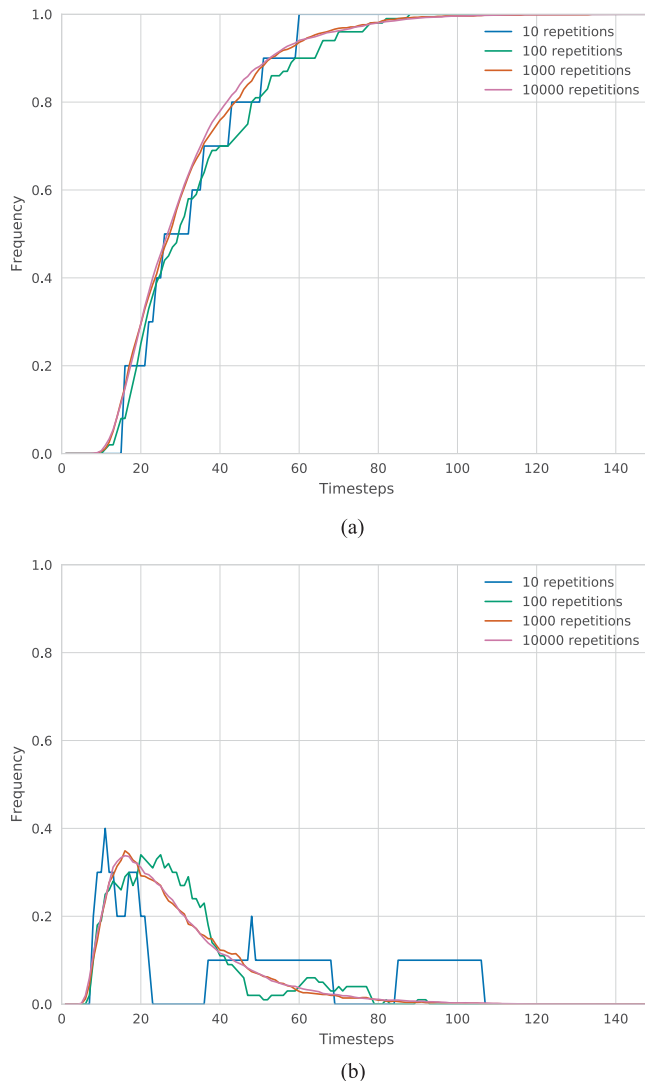 1.0
10 repetitions
100 repetitions
1000 repetitions
10000 repetitions
0.8
0.6
Frequency
0.4
0.2
0.0
0 20 40 60 80 100 120 140
Timesteps
(a)
1.0
10 repetitions
100 repetitions
1000 repetitions
10000 repetitions
0.8
0.6
Frequency
0.4
0.2
0.0
0 20 40 60 80 100 120 140
Timesteps
(b)